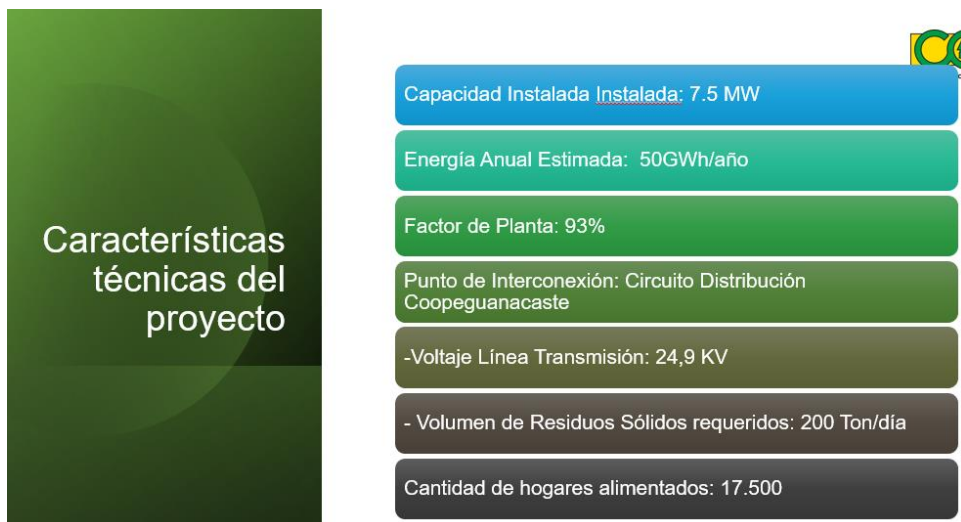 Características
técnicas del
proyecto
Capacidad Instalada Instalada: 7.5 MW
Energía Anual Estimada: 50GWh/año
Factor de Planta: 93%
Punto de Interconexión: Circuito Distribución
Coopeguanacaste
-Voltaje Línea Transmisión: 24,9 KV
- Volumen de Residuos Sólidos requeridos: 200 Ton/día
Cantidad de hogares alimentados: 17.500